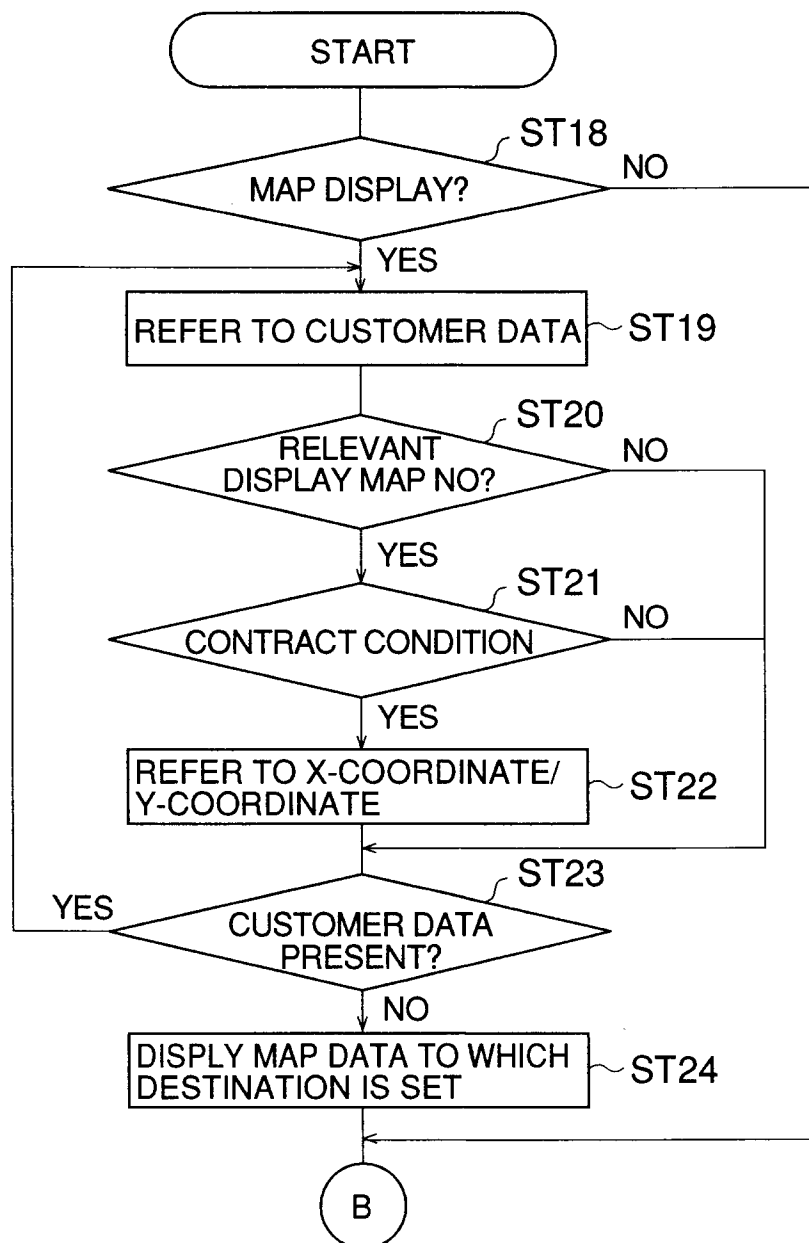 START
ST18
MAP DISPLAY?
NO
YES
REFER TO CUSTOMER DATA
ST19
ST20
RELEVANT
DISPLAY MAP NO?
NO
YES
ST21
CONTRACT CONDITION
NO
YES
REFER TO X-COORDINATE/
Y-COORDINATE
ST22
ST23
YES
CUSTOMER DATA
PRESENT?
NO
DISPLY MAP DATA TO WHICH
DESTINATION IS SET
ST24
B